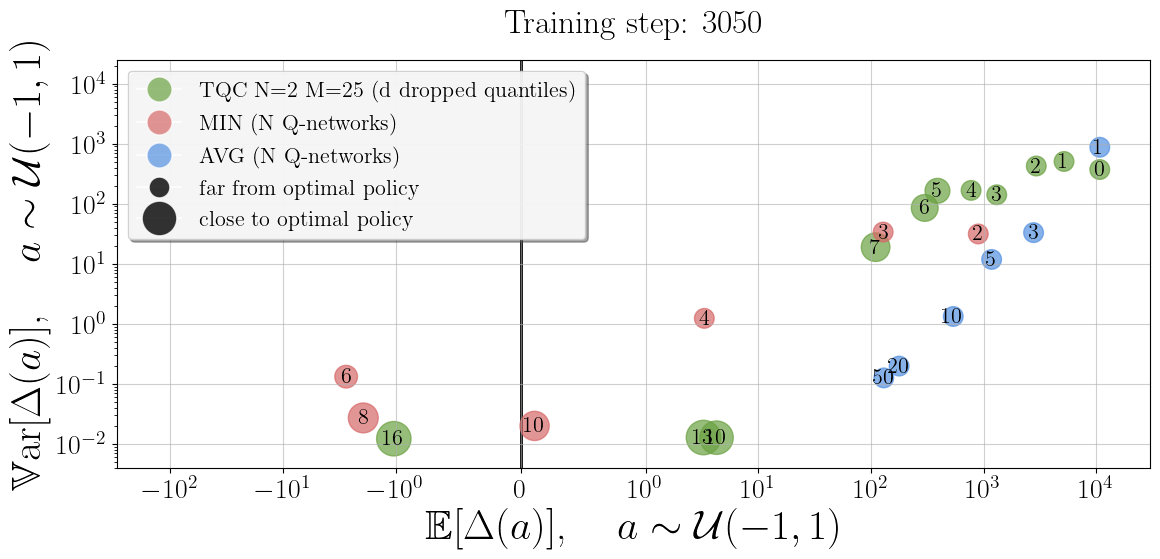 Training step: 3050
𝕍ar[Δ(a)],    a ∼ 𝒰(−1, 1)
10⁴
10³
10²
10¹
10⁰
10⁻¹
10⁻²
TQC N=2 M=25 (d dropped quantiles)
MIN (N Q-networks)
AVG (N Q-networks)
far from optimal policy
close to optimal policy
1
2 1 0
5 4 3
6
7 3 2 3
5
4 10
20
50
6
8
16 10 13 10
−10² −10¹ −10⁰ 0 10⁰ 10¹ 10² 10³ 10⁴
𝔼[Δ(a)],    a ∼ 𝒰(−1, 1)